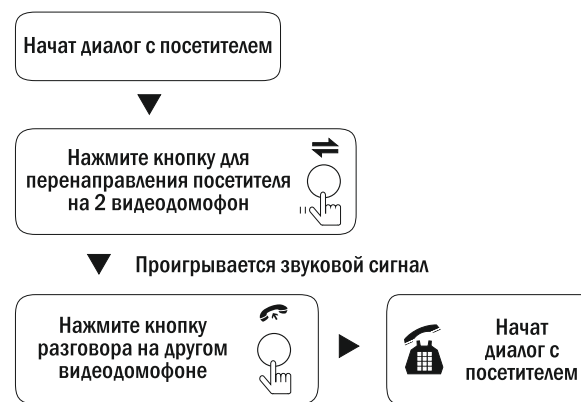 Начат диалог с посетителем
Нажмите кнопку для
перенаправления посетителя
на 2 видеодомофон
Проигрывается звуковой сигнал
Нажмите кнопку
разговора на другом
видеодомофоне
Начат
диалог с
посетителем